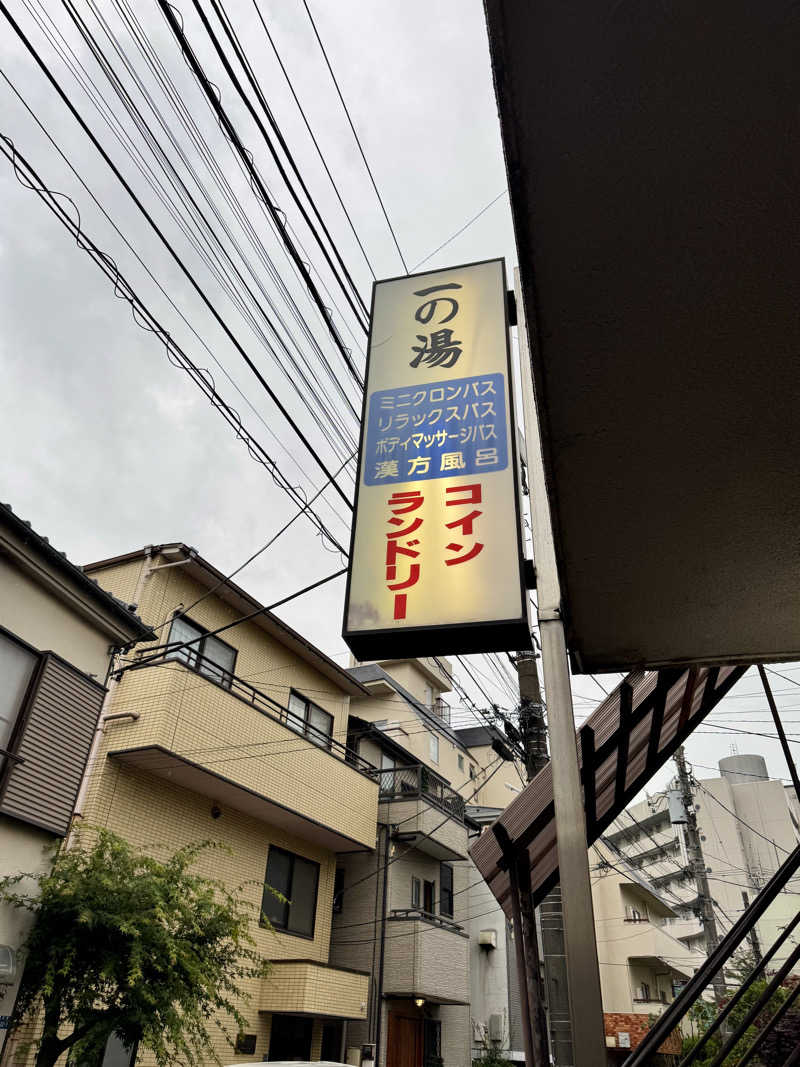 一の湯
ミニクロンバス
リラックスバス
ボディマッサージバス
漢方風呂
コイン
ランドリー